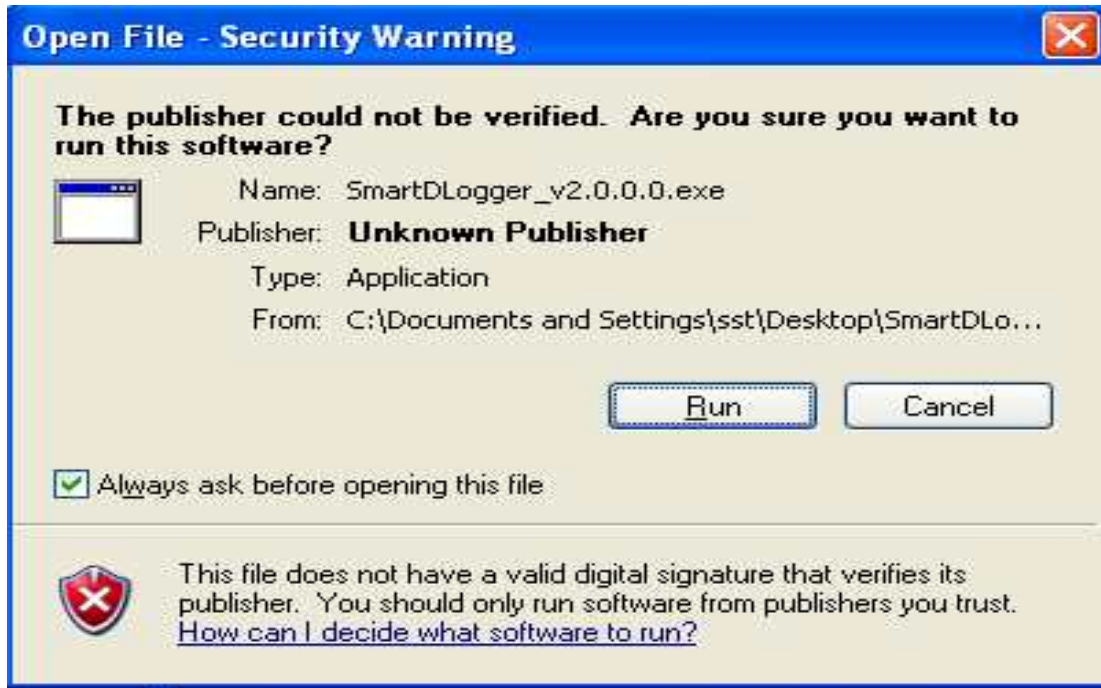 Open File - Security Warning
The publisher could not be verified.  Are you sure you want to
run this software?
Name: SmartDLogger_v2.0.0.0.exe
Publisher: Unknown Publisher
Type: Application
From: C:\Documents and Settings\sst\Desktop\SmartDLo...
Run Cancel
Always ask before opening this file
This file does not have a valid digital signature that verifies its
publisher.  You should only run software from publishers you trust.
How can I decide what software to run?